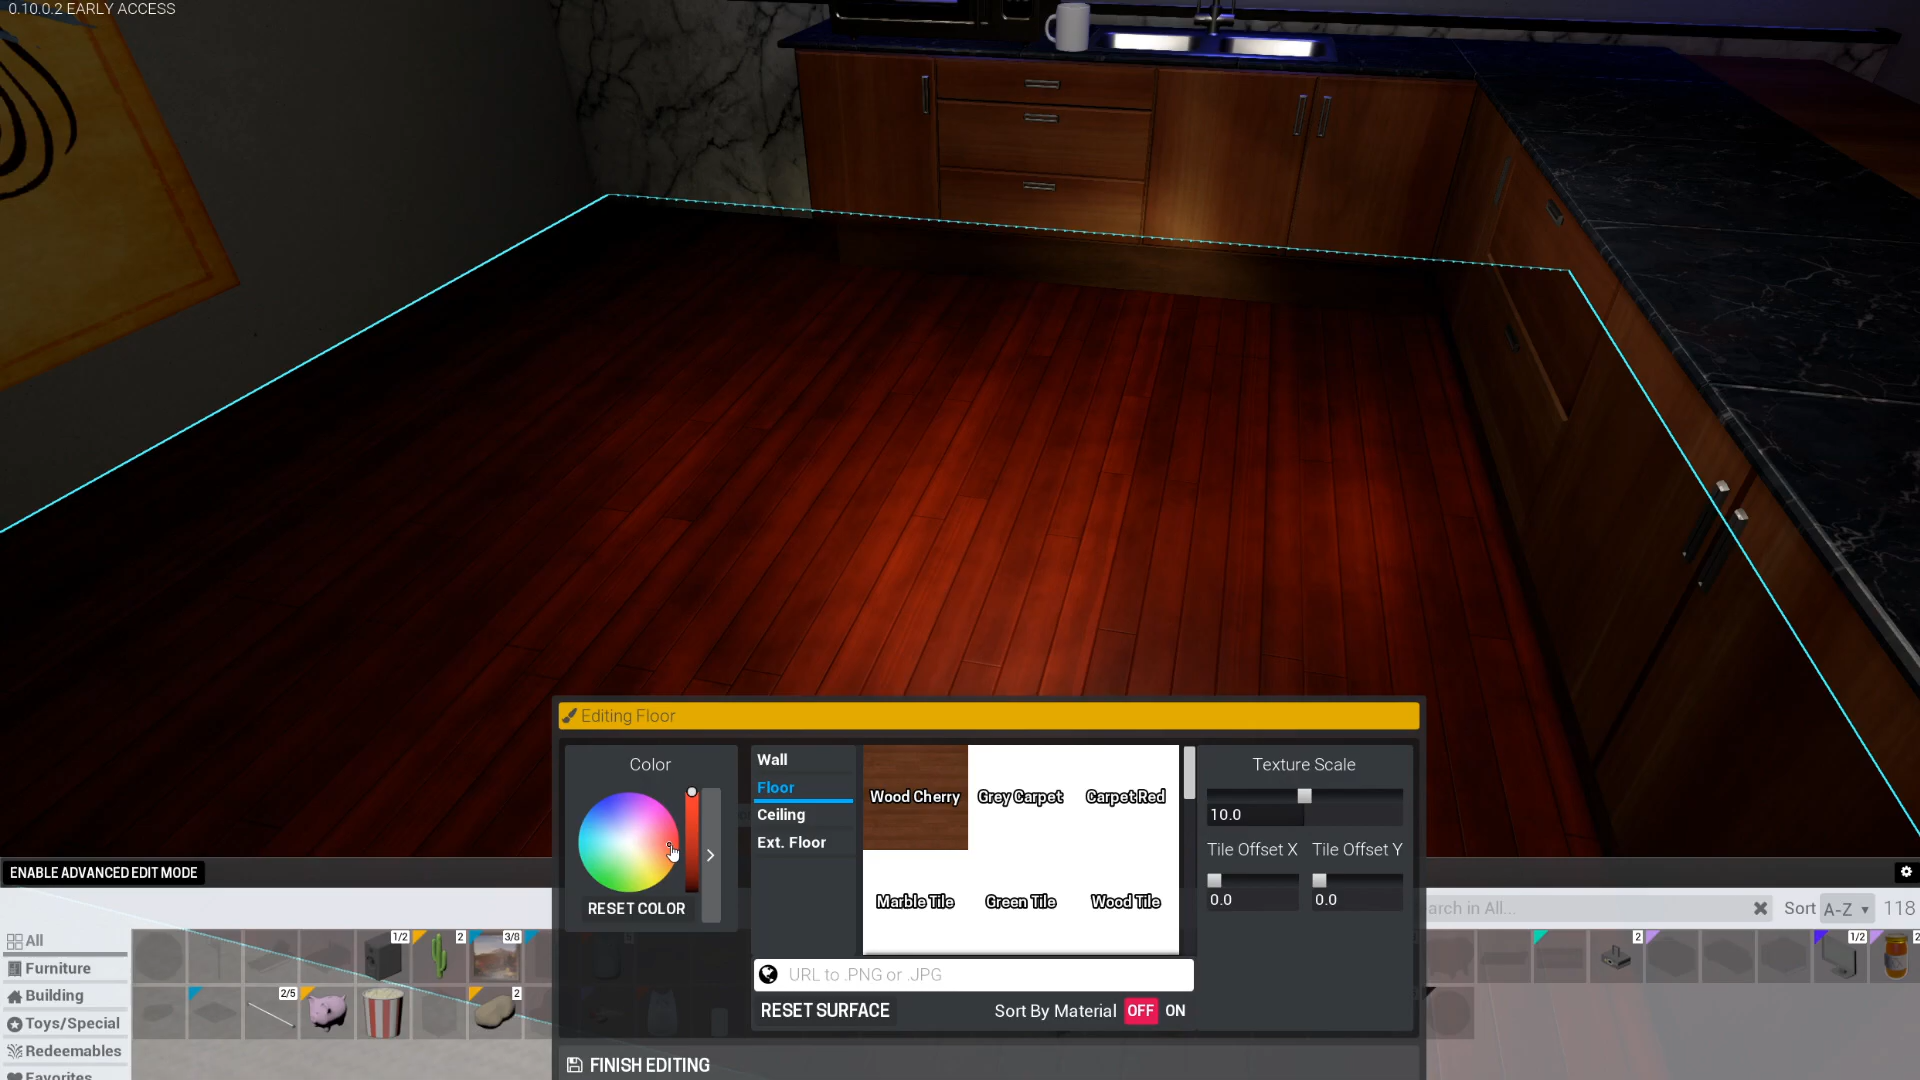 0.10.0.2 EARLY ACCESS
Editing Floor
Color
RESET COLOR
Wall
Floor
Ceiling
Ext. Floor
Wood Cherry
Grey Carpet
Carpet Red
Marble Tile
Green Tile
Wood Tile
Texture Scale
10.0
Tile Offset X
Tile Offset Y
0.0
0.0
URL to .PNG or .JPG
RESET SURFACE
Sort By Material
OFF
ON
FINISH EDITING
ENABLE ADVANCED EDIT MODE
in All...
Sort
A-Z
118
All
Furniture
Building
Toys/Special
Redeemables
Favorites
1/2
2
3/8
2
1/2
2
2/5
2